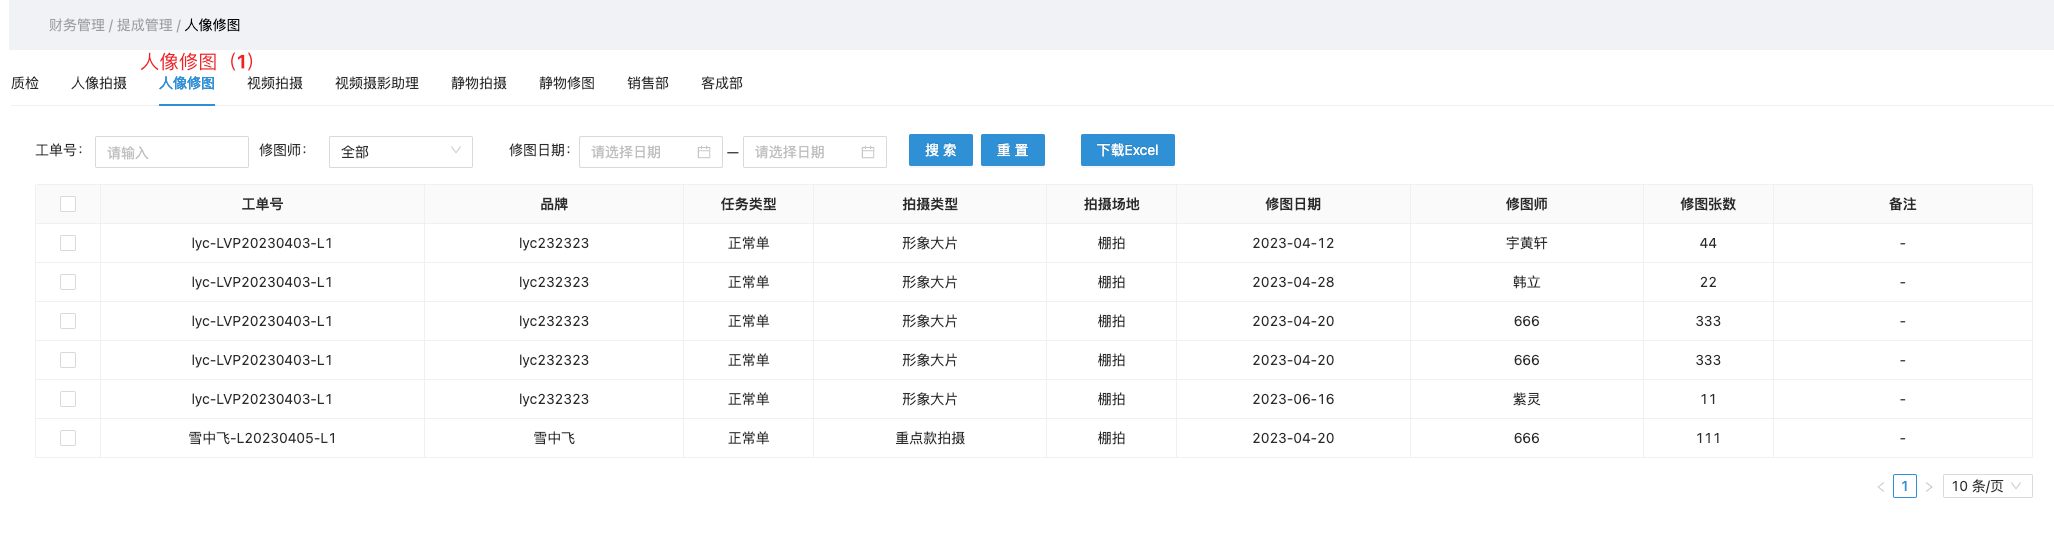 财务管理 / 提成管理 / 人像修图
人像修图（1）
质检 人像拍摄 人像修图 视频拍摄 视频摄影助理 静物拍摄 静物修图 销售部 客成部
工单号： 请输入 修图师： 全部 修图日期： 请选择日期 — 请选择日期 搜 索 重 置 下载Excel
工单号 品牌 任务类型 拍摄类型 拍摄场地 修图日期 修图师 修图张数 备注
lyc-LVP20230403-L1 lyc232323 正常单 形象大片 棚拍 2023-04-12 宇黄轩 44 -
lyc-LVP20230403-L1 lyc232323 正常单 形象大片 棚拍 2023-04-28 韩立 22 -
lyc-LVP20230403-L1 lyc232323 正常单 形象大片 棚拍 2023-04-20 666 333 -
lyc-LVP20230403-L1 lyc232323 正常单 形象大片 棚拍 2023-04-20 666 333 -
lyc-LVP20230403-L1 lyc232323 正常单 形象大片 棚拍 2023-06-16 紫灵 11 -
雪中飞-L20230405-L1 雪中飞 正常单 重点款拍摄 棚拍 2023-04-20 666 111 -
1 10 条/页